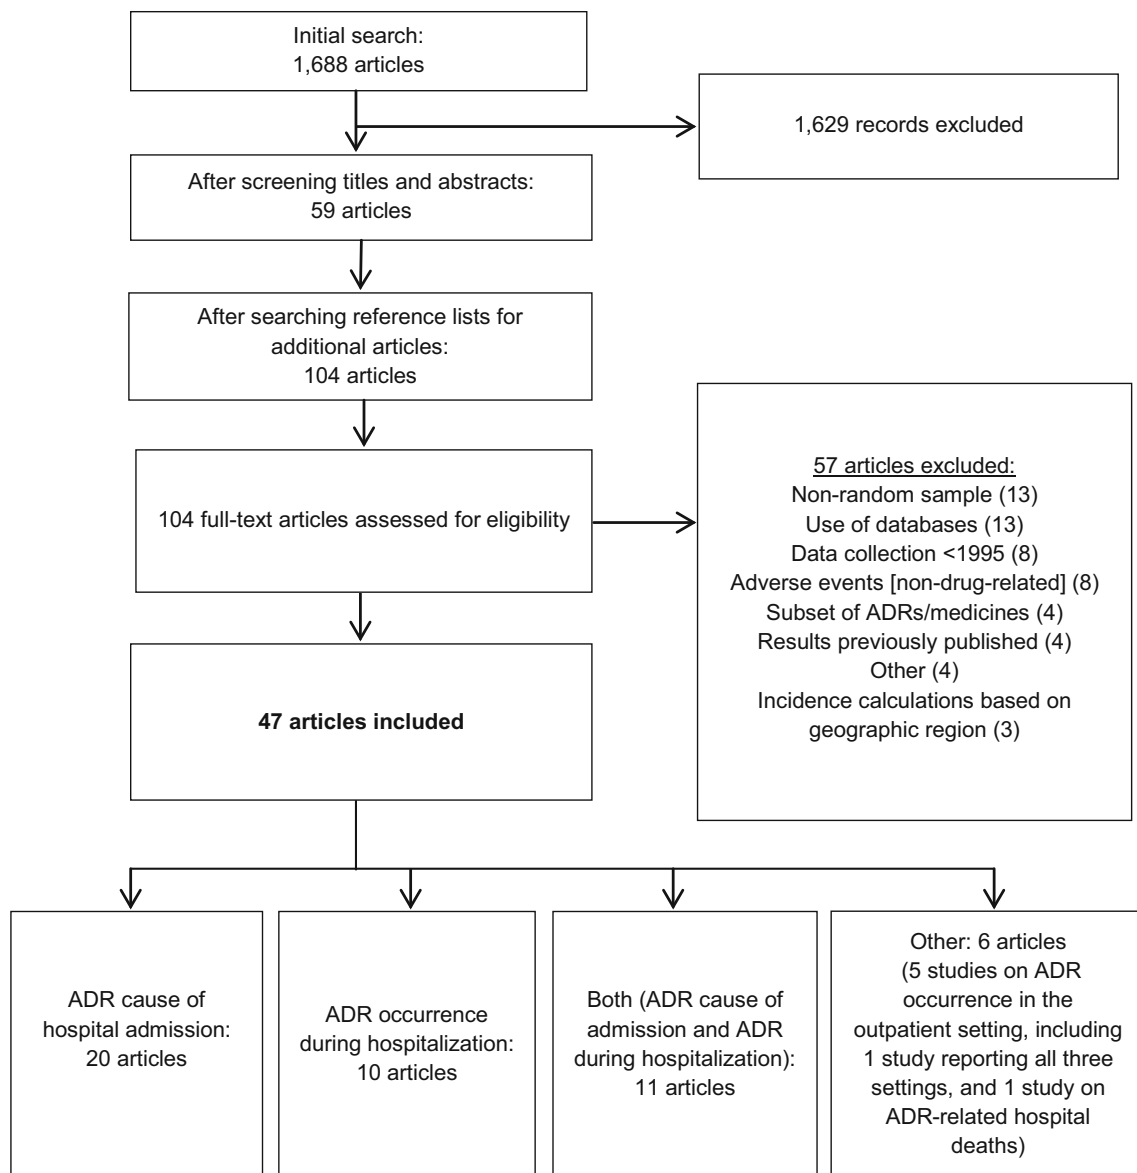 Initial search:
1,688 articles
1,629 records excluded
After screening titles and abstracts:
59 articles
After searching reference lists for
additional articles:
104 articles
104 full-text articles assessed for eligibility
57 articles excluded:
Non-random sample (13)
Use of databases (13)
Data collection <1995 (8)
Adverse events [non-drug-related] (8)
Subset of ADRs/medicines (4)
Results previously published (4)
Other (4)
Incidence calculations based on
geographic region (3)
47 articles included
ADR cause of
hospital admission:
20 articles
ADR occurrence
during hospitalization:
10 articles
Both (ADR cause of
admission and ADR
during hospitalization):
11 articles
Other: 6 articles
(5 studies on ADR
occurrence in the
outpatient setting, including
1 study reporting all three
settings, and 1 study on
ADR-related hospital
deaths)